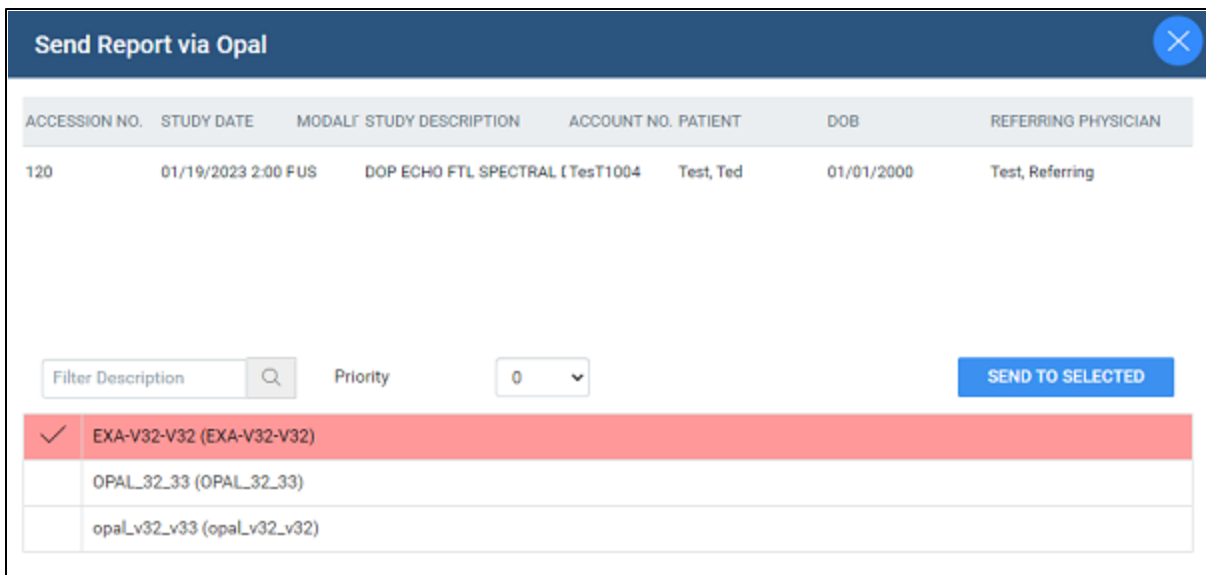 Send Report via Opal
ACCESSION NO. STUDY DATE MODALI STUDY DESCRIPTION ACCOUNT NO. PATIENT DOB REFERRING PHYSICIAN
120 01/19/2023 2:00 P US DOP ECHO FTL SPECTRAL D TesT1004 Test, Ted 01/01/2000 Test, Referring
Filter Description Priority 0 SEND TO SELECTED
EXA-V32-V32 (EXA-V32-V32)
OPAL_32_33 (OPAL_32_33)
opal_v32_v33 (opal_v32_v32)